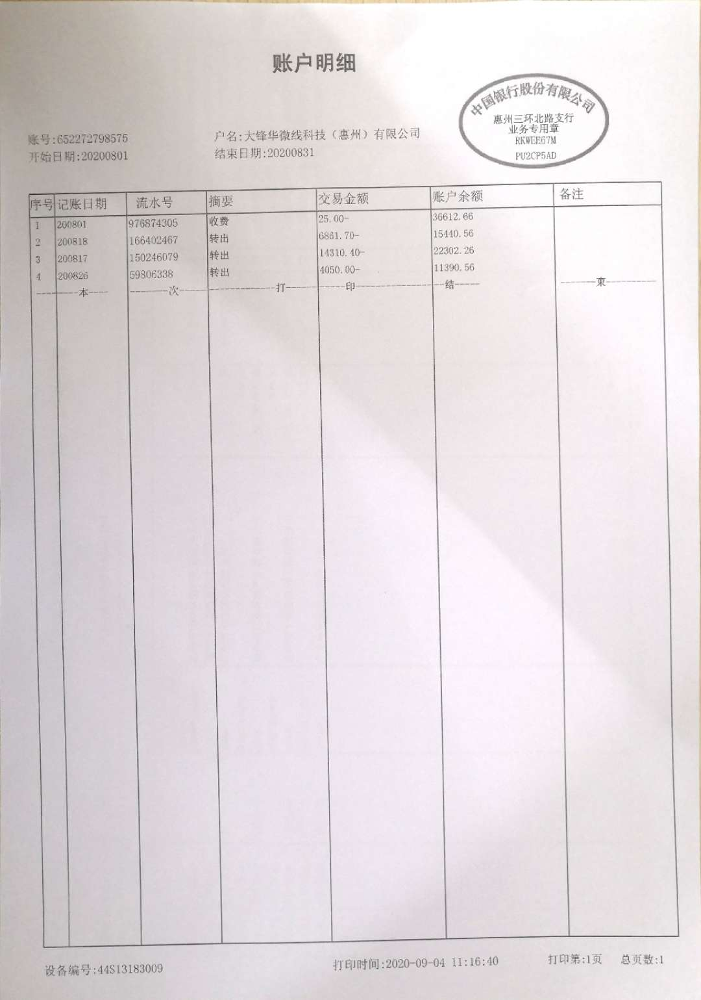 账户明细
中国银行股份有限公司
惠州三环北路支行
业务专用章
RKWEE67M
PU2CP5AD
账号:652272798575 户名:大锋华微线科技（惠州）有限公司
开始日期:20200801 结束日期:20200831
序号 记账日期 流水号 摘要 交易金额 账户余额 备注
1 200801 976874305 收费 25.00- 36612.66
2 200818 166402467 转出 6861.70- 15440.56
3 200817 150246079 转出 14310.40- 22302.26
4 200826 59806338 转出 4050.00- 11390.56
--------本---- -------次---------------------打-----------印---------------结----- -------束----------
设备编号:44S13183009 打印时间:2020-09-04 11:16:40 打印第:1页 总页数:1